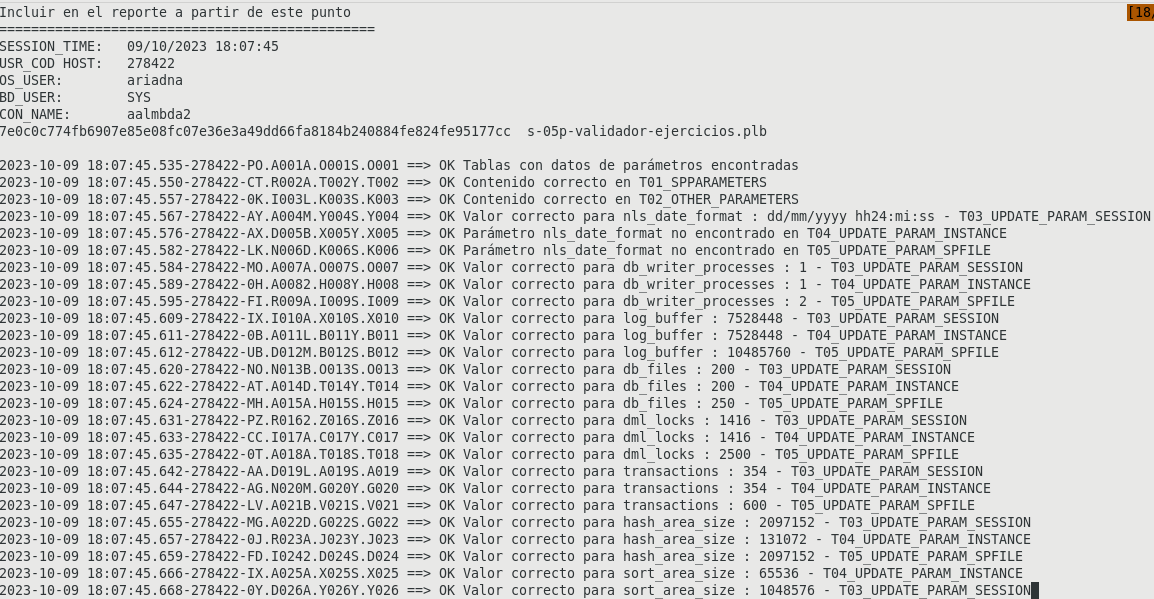 Incluir en el reporte a partir de este punto
[18/
===============================================
SESSION_TIME: 09/10/2023 18:07:45
USR_COD HOST: 278422
OS_USER: ariadna
BD_USER: SYS
CON_NAME: aalmbda2
7e0c0c774fb6907e85e08fc07e36e3a49dd66fa8184b240884fe824fe95177cc s-05p-validador-ejercicios.plb
2023-10-09 18:07:45.535-278422-PO.A001A.O001S.O001 ==> OK Tablas con datos de parámetros encontradas
2023-10-09 18:07:45.550-278422-CT.R002A.T002Y.T002 ==> OK Contenido correcto en T01_SPPARAMETERS
2023-10-09 18:07:45.557-278422-0K.I003L.K003S.K003 ==> OK Contenido correcto en T02_OTHER_PARAMETERS
2023-10-09 18:07:45.567-278422-AY.A004M.Y004S.Y004 ==> OK Valor correcto para nls_date_format : dd/mm/yyyy hh24:mi:ss - T03_UPDATE_PARAM_SESSION
2023-10-09 18:07:45.576-278422-AX.D005B.X005Y.X005 ==> OK Parámetro nls_date_format no encontrado en T04_UPDATE_PARAM_INSTANCE
2023-10-09 18:07:45.582-278422-LK.N006D.K006S.K006 ==> OK Parámetro nls_date_format no encontrado en T05_UPDATE_PARAM_SPFILE
2023-10-09 18:07:45.584-278422-MO.A007A.O007S.O007 ==> OK Valor correcto para db_writer_processes : 1 - T03_UPDATE_PARAM_SESSION
2023-10-09 18:07:45.589-278422-0H.A0082.H008Y.H008 ==> OK Valor correcto para db_writer_processes : 1 - T04_UPDATE_PARAM_INSTANCE
2023-10-09 18:07:45.595-278422-FI.R009A.I009S.I009 ==> OK Valor correcto para db_writer_processes : 2 - T05_UPDATE_PARAM_SPFILE
2023-10-09 18:07:45.609-278422-IX.I010A.X010S.X010 ==> OK Valor correcto para log_buffer : 7528448 - T03_UPDATE_PARAM_SESSION
2023-10-09 18:07:45.611-278422-0B.A011L.B011Y.B011 ==> OK Valor correcto para log_buffer : 7528448 - T04_UPDATE_PARAM_INSTANCE
2023-10-09 18:07:45.612-278422-UB.D012M.B012S.B012 ==> OK Valor correcto para log_buffer : 10485760 - T05_UPDATE_PARAM_SPFILE
2023-10-09 18:07:45.620-278422-NO.N013B.O013S.O013 ==> OK Valor correcto para db_files : 200 - T03_UPDATE_PARAM_SESSION
2023-10-09 18:07:45.622-278422-AT.A014D.T014Y.T014 ==> OK Valor correcto para db_files : 200 - T04_UPDATE_PARAM_INSTANCE
2023-10-09 18:07:45.624-278422-MH.A015A.H015S.H015 ==> OK Valor correcto para db_files : 250 - T05_UPDATE_PARAM_SPFILE
2023-10-09 18:07:45.631-278422-PZ.R0162.Z016S.Z016 ==> OK Valor correcto para dml_locks : 1416 - T03_UPDATE_PARAM_SESSION
2023-10-09 18:07:45.633-278422-CC.I017A.C017Y.C017 ==> OK Valor correcto para dml_locks : 1416 - T04_UPDATE_PARAM_INSTANCE
2023-10-09 18:07:45.635-278422-0T.A018A.T018S.T018 ==> OK Valor correcto para dml_locks : 2500 - T05_UPDATE_PARAM_SPFILE
2023-10-09 18:07:45.642-278422-AA.D019L.A019S.A019 ==> OK Valor correcto para transactions : 354 - T03_UPDATE_PARAM_SESSION
2023-10-09 18:07:45.644-278422-AG.N020M.G020Y.G020 ==> OK Valor correcto para transactions : 354 - T04_UPDATE_PARAM_INSTANCE
2023-10-09 18:07:45.647-278422-LV.A021B.V021S.V021 ==> OK Valor correcto para transactions : 600 - T05_UPDATE_PARAM_SPFILE
2023-10-09 18:07:45.655-278422-MG.A022D.G022S.G022 ==> OK Valor correcto para hash_area_size : 2097152 - T03_UPDATE_PARAM_SESSION
2023-10-09 18:07:45.657-278422-0J.R023A.J023Y.J023 ==> OK Valor correcto para hash_area_size : 131072 - T04_UPDATE_PARAM_INSTANCE
2023-10-09 18:07:45.659-278422-FD.I0242.D024S.D024 ==> OK Valor correcto para hash_area_size : 2097152 - T05_UPDATE_PARAM_SPFILE
2023-10-09 18:07:45.666-278422-IX.A025A.X025S.X025 ==> OK Valor correcto para sort_area_size : 65536 - T04_UPDATE_PARAM_INSTANCE
2023-10-09 18:07:45.668-278422-0Y.D026A.Y026Y.Y026 ==> OK Valor correcto para sort_area_size : 1048576 - T03_UPDATE_PARAM_SESSION